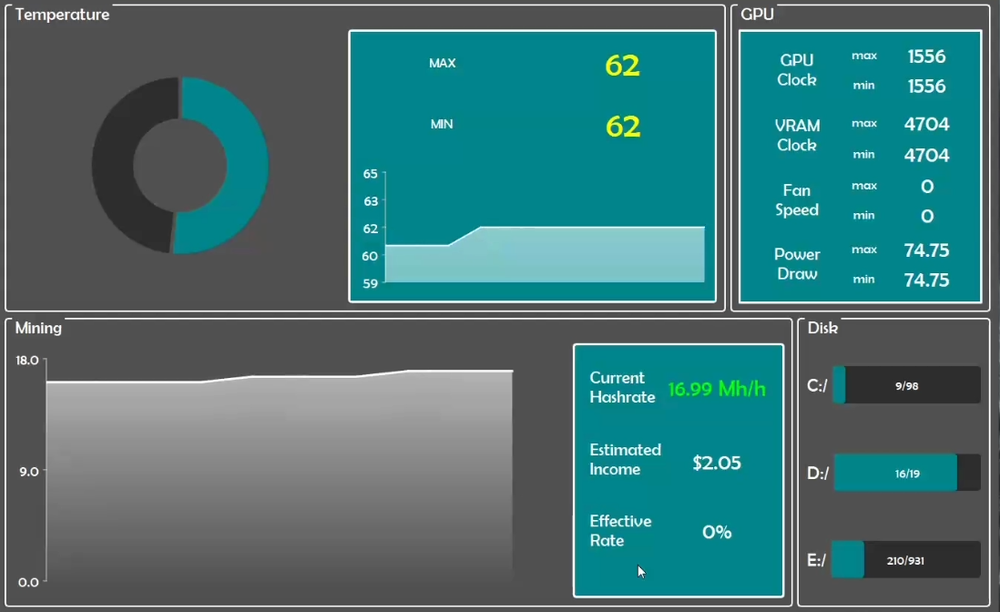 Temperature
MAX 62
MIN 62
65
63
62
60
59
GPU
GPU
Clock
max 1556
min 1556
VRAM
Clock
max 4704
min 4704
Fan
Speed
max 0
min 0
Power
Draw
max 74.75
min 74.75
Mining
18.0
9.0
0.0
Current
Hashrate
16.99 Mh/h
Estimated
Income
$2.05
Effective
Rate
0%
Disk
C:/ 9/98
D:/ 16/19
E:/ 210/931